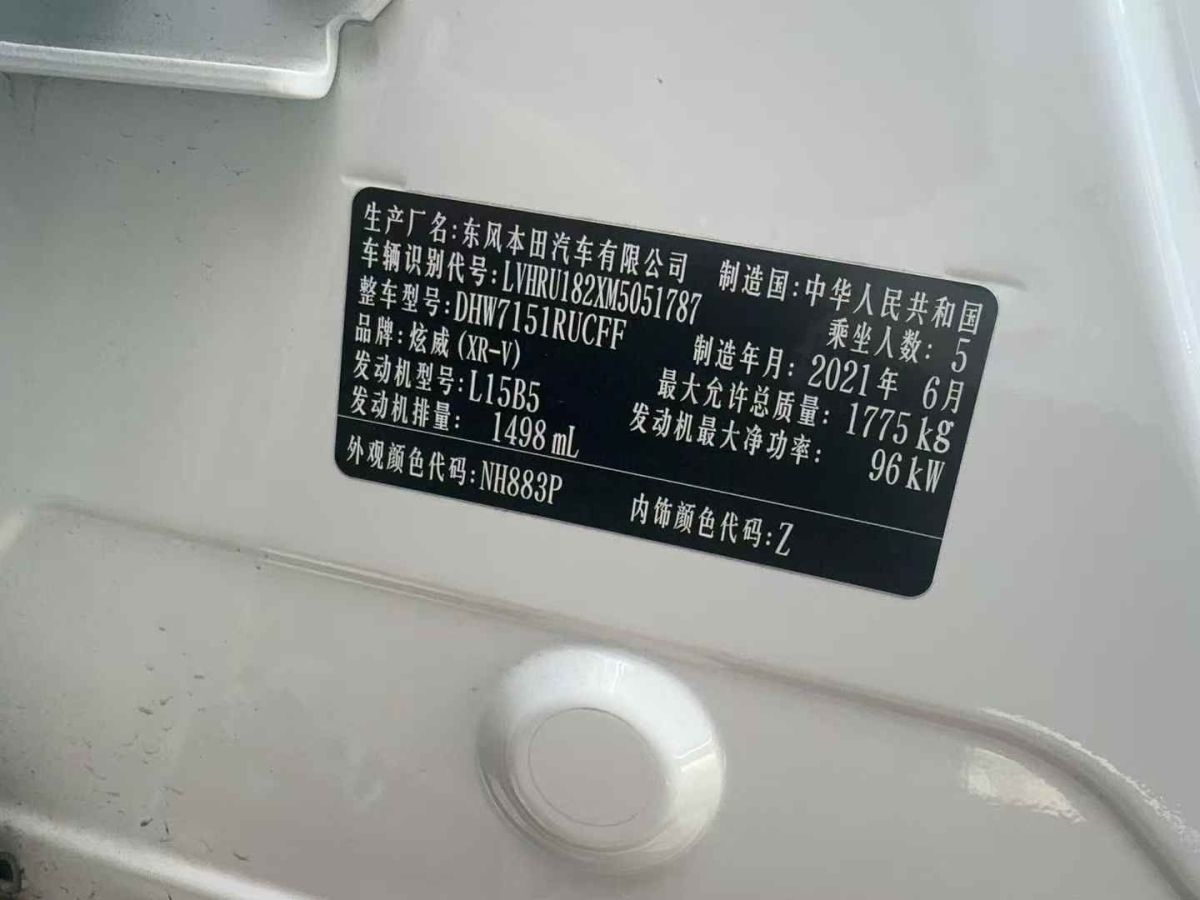 生产厂名:东风本田汽车有限公司 制造国:中华人民共和国
车辆识别代号:LVHRU182XM5051787 乘坐人数: 5
整车型号:DHW7151RUCFF 制造年月: 2021年 6月
品牌:炫威(XR-V) 最大允许总质量: 1775kg
发动机型号:L15B5 发动机最大净功率: 96kW
发动机排量: 1498mL
外观颜色代码:NH883P 内饰颜色代码:Z